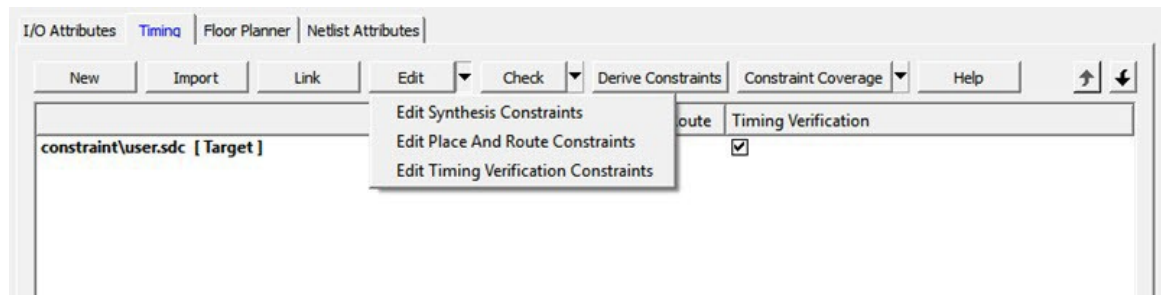 I/O Attributes Timing Floor Planner Netlist Attributes
New Import Link Edit Check Derive Constraints Constraint Coverage Help
Edit Synthesis Constraints
oute Timing Verification
Edit Place And Route Constraints
constraint\user.sdc [ Target ]
Edit Timing Verification Constraints